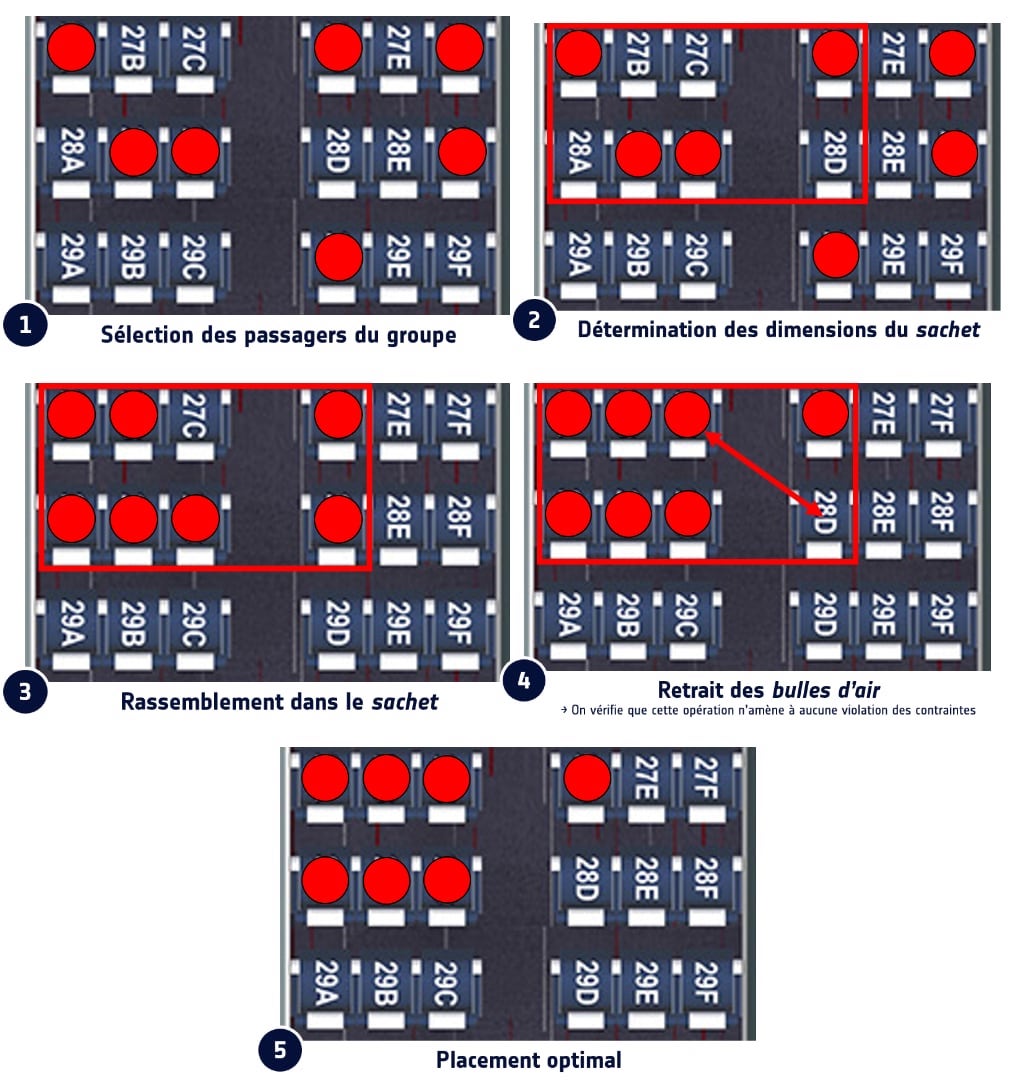 27B 27C 27E
28A 28D 28E
29A 29B 29C 29E 29F
1
Sélection des passagers du groupe
27B 27C 27E
28A 28D 28E
29A 29B 29C 29E 29F
2
Détermination des dimensions du sachet
27C 27E 27F
28E 28F
29A 29B 29C 29D 29E 29F
3
Rassemblement dans le sachet
27E 27F
28D 28E 28F
29A 29B 29C 29D 29E 29F
4
Retrait des bulles d'air
→ On vérifie que cette opération n'amène à aucune violation des contraintes
27E 27F
28D 28E 28F
29A 29B 29C 29D 29E 29F
5
Placement optimal